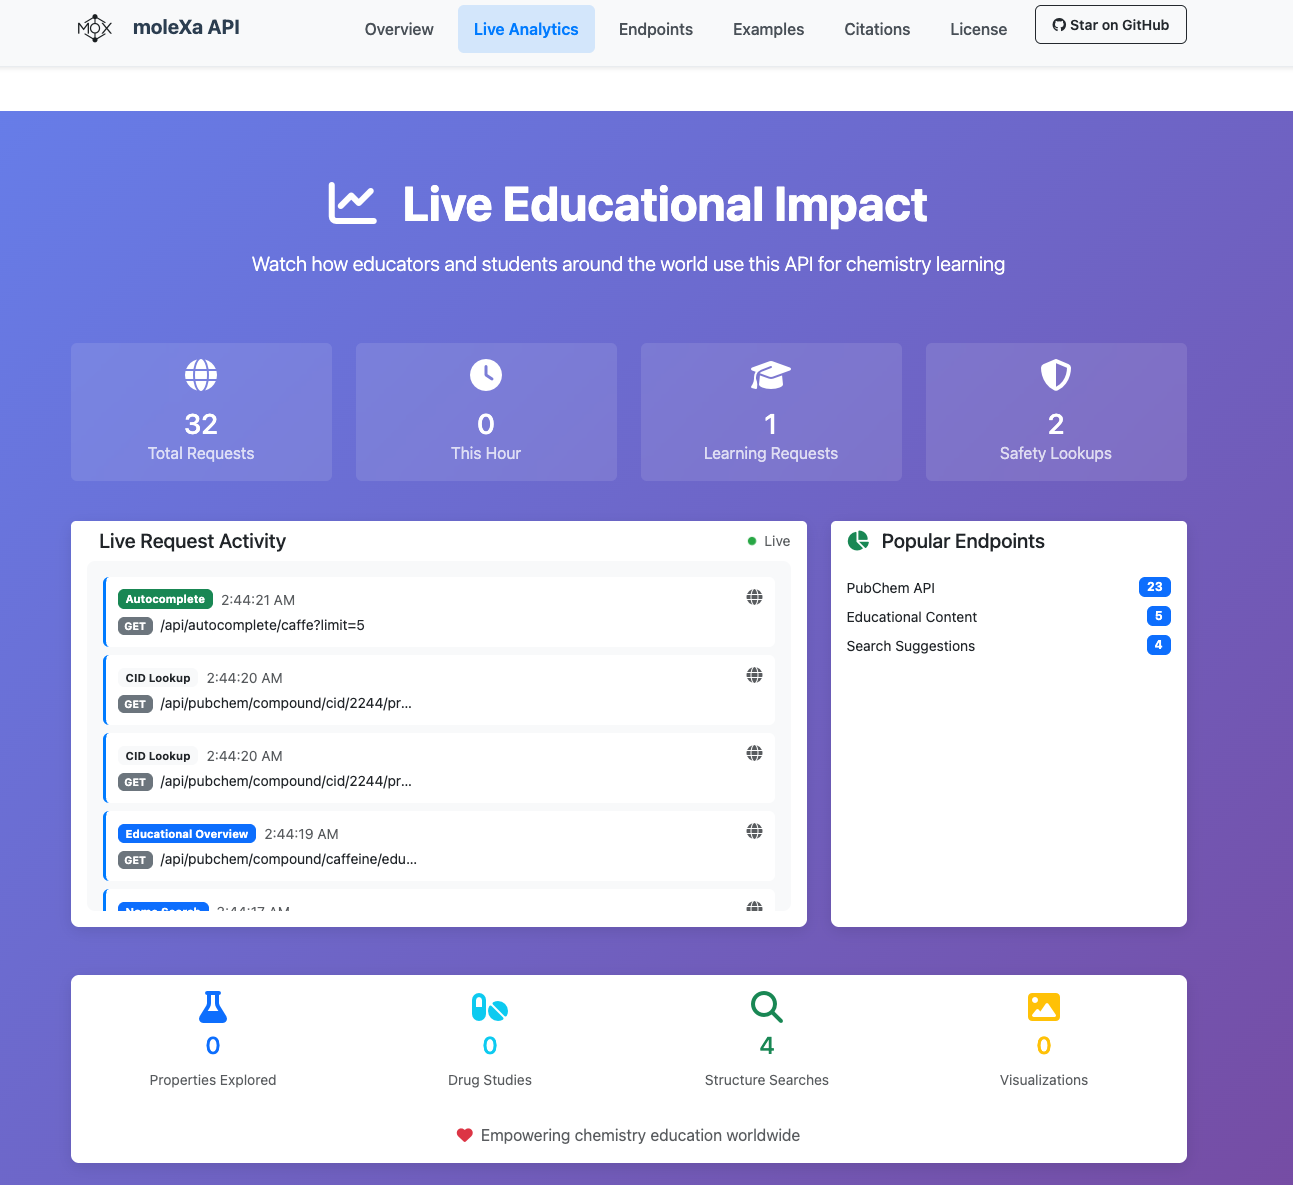 MOX
moleXa API
Overview
Live Analytics
Endpoints
Examples
Citations
License
Star on GitHub
Live Educational Impact
Watch how educators and students around the world use this API for chemistry learning
32
Total Requests
0
This Hour
1
Learning Requests
2
Safety Lookups
Live Request Activity
Live
Autocomplete 2:44:21 AM
GET /api/autocomplete/caffe?limit=5
CID Lookup 2:44:20 AM
GET /api/pubchem/compound/cid/2244/pr...
CID Lookup 2:44:20 AM
GET /api/pubchem/compound/cid/2244/pr...
Educational Overview 2:44:19 AM
GET /api/pubchem/compound/caffeine/edu...
Name Search 2:44:17 AM
Popular Endpoints
PubChem API 23
Educational Content 5
Search Suggestions 4
0
Properties Explored
0
Drug Studies
4
Structure Searches
0
Visualizations
Empowering chemistry education worldwide